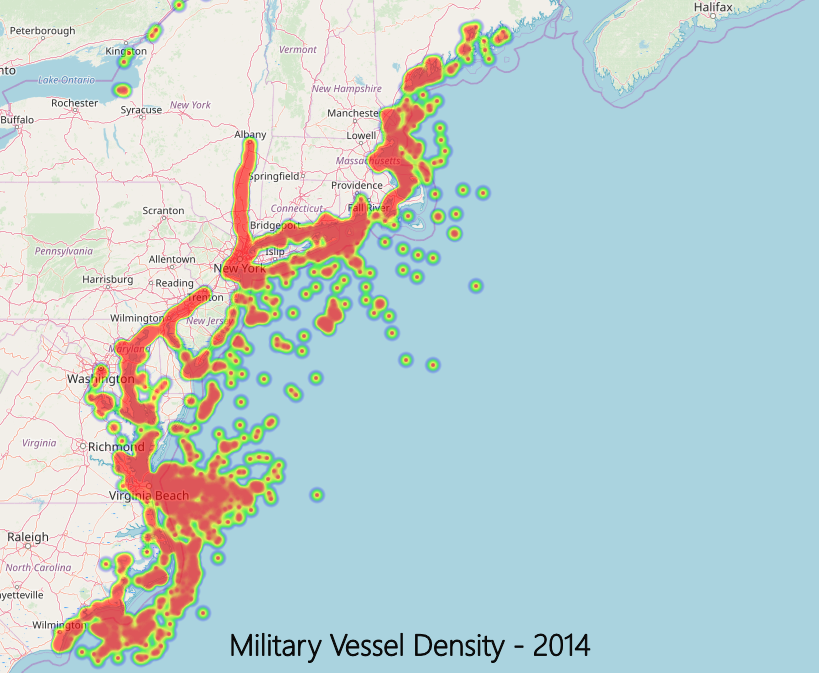 Halifax
Peterborough
Kingston
Vermont
Lake Ontario
New Hampshire
Rochester
Syracuse
New York
Buffalo
Manchester
Albany
Lowell
Massachusetts
Springfield
Providence
Connecticut
Fall River
Scranton
Bridgeport
Pennsylvania
Islip
Allentown
New York
Harrisburg
Reading
Trenton
Wilmington
New Jersey
Maryland
Washington
Virginia
Richmond
Virginia Beach
Raleigh
North Carolina
ayetteville
Wilmington
Military Vessel Density - 2014